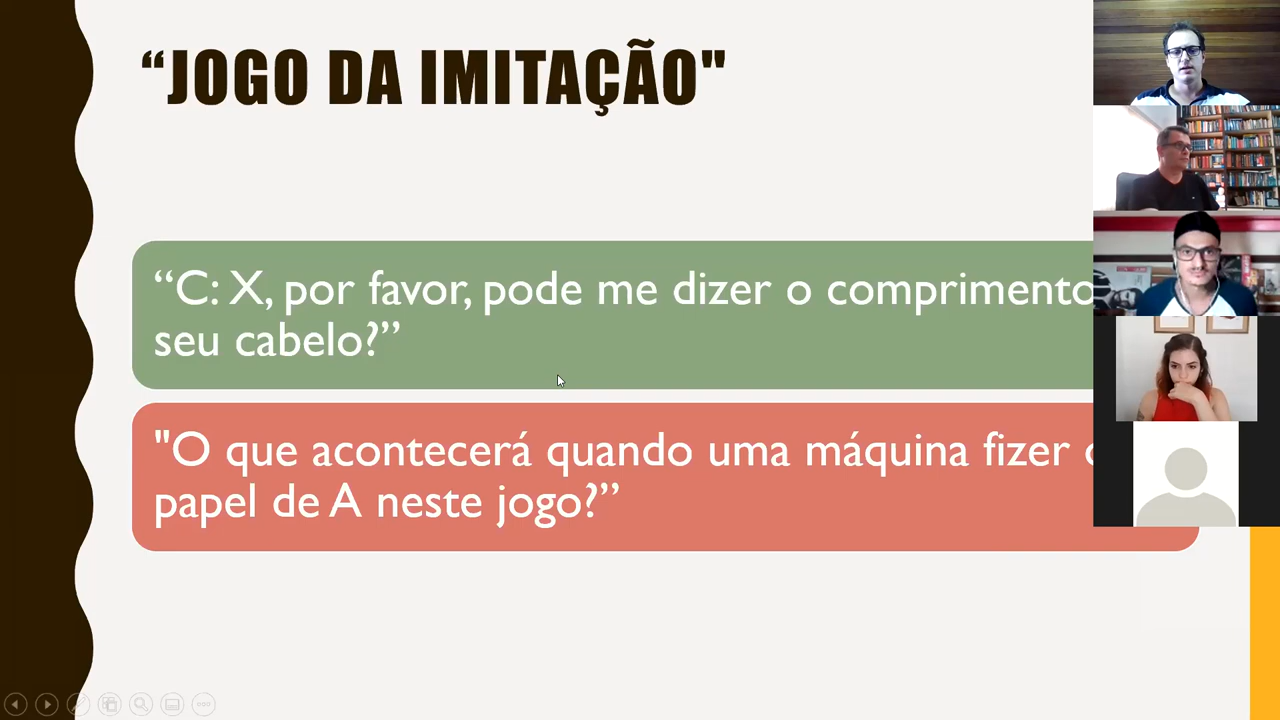 “JOGO DA IMITAÇÃO"
“C: X, por favor, pode me dizer o comprimento
seu cabelo?”
"O que acontecerá quando uma máquina fizer
papel de A neste jogo?”